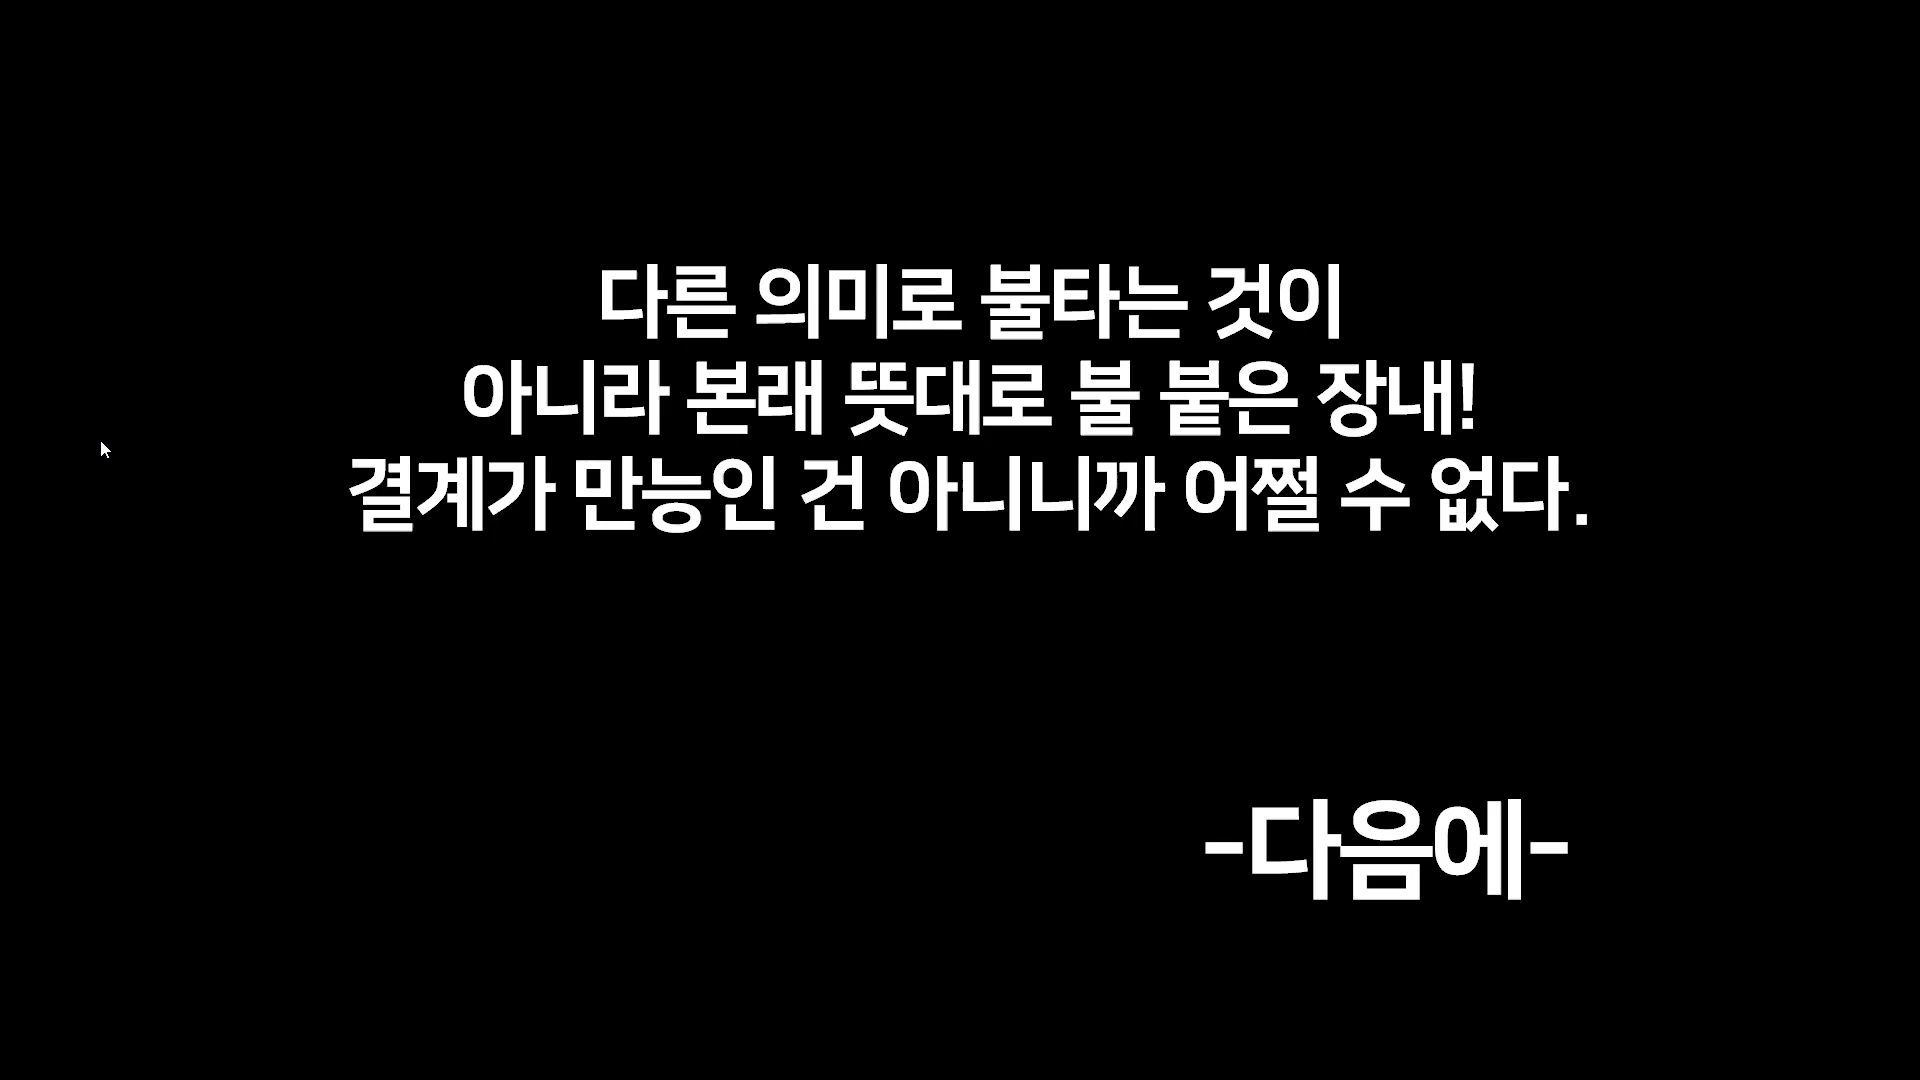 다른 의미로 불타는 것이
아니라 본래 뜻대로 불 붙은 장내!
결계가 만능인 건 아니니까 어쩔 수 없다.
-다음에-